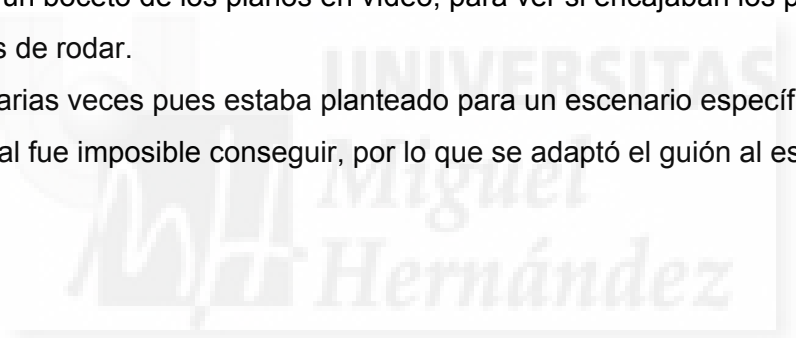 un boceto de los planos en vídeo, para ver si encajaban los p
s de rodar.
UNIVERSITAS
arias veces pues estaba planteado para un escenario específ
al fue imposible conseguir, por lo que se adaptó el guión al es
Miguel
Hernández